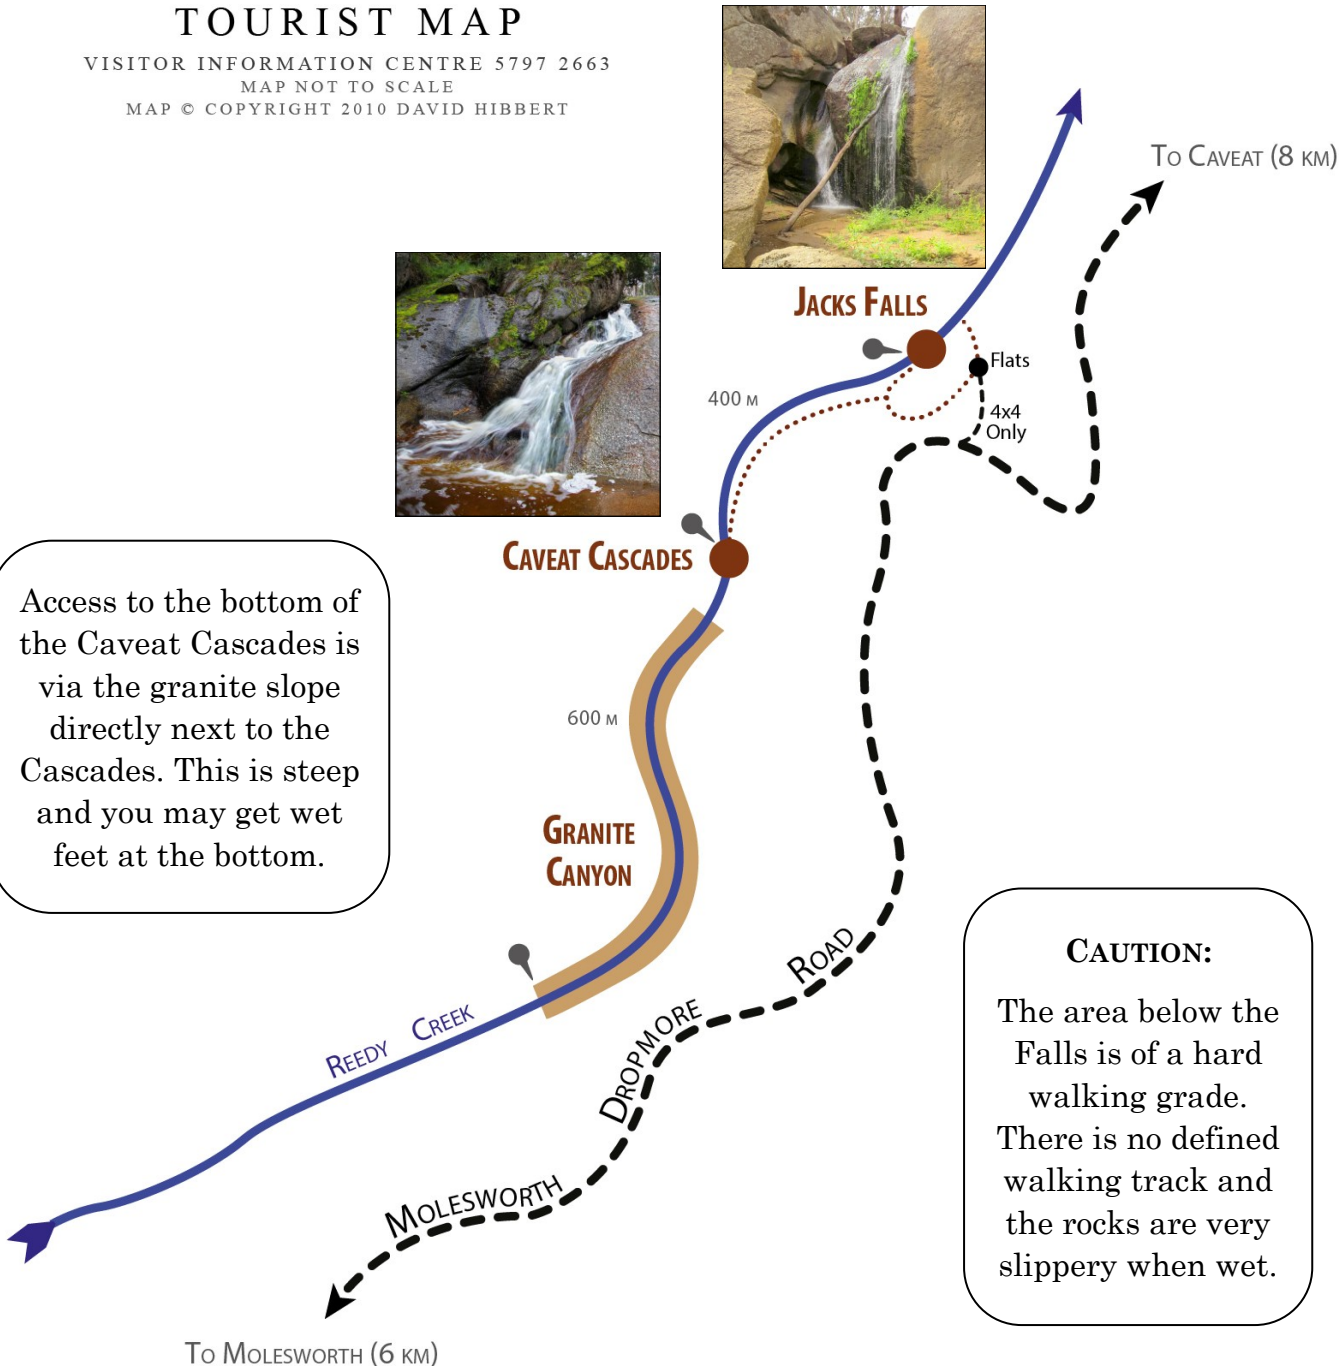 TOURIST MAP
VISITOR INFORMATION CENTRE 5797 2663
MAP NOT TO SCALE
MAP © COPYRIGHT 2010 DAVID HIBBERT
TO CAVEAT (8 KM)
JACKS FALLS
Flats
400 M
4x4
Only
CAVEAT CASCADES
Access to the bottom of
the Caveat Cascades is
via the granite slope
directly next to the
Cascades. This is steep
and you may get wet
feet at the bottom.
600 M
GRANITE
CANYON
REEDY CREEK
MOLESWORTH DROPMORE ROAD
CAUTION:
The area below the
Falls is of a hard
walking grade.
There is no defined
walking track and
the rocks are very
slippery when wet.
TO MOLESWORTH (6 KM)